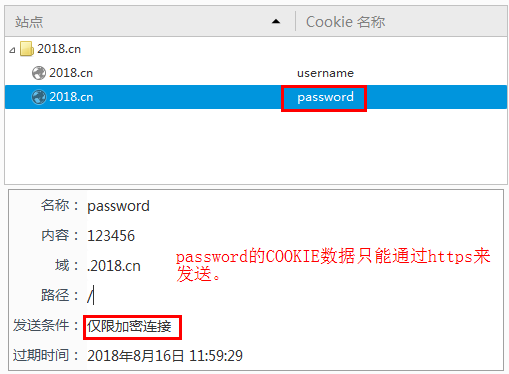 站点 Cookie 名称
2018.cn
2018.cn username
2018.cn password
名称： password
内容： 123456
域： .2018.cn
password的COOKIE数据只能通过https来
发送。
路径： /
发送条件： 仅限加密连接
过期时间： 2018年8月16日 11:59:29